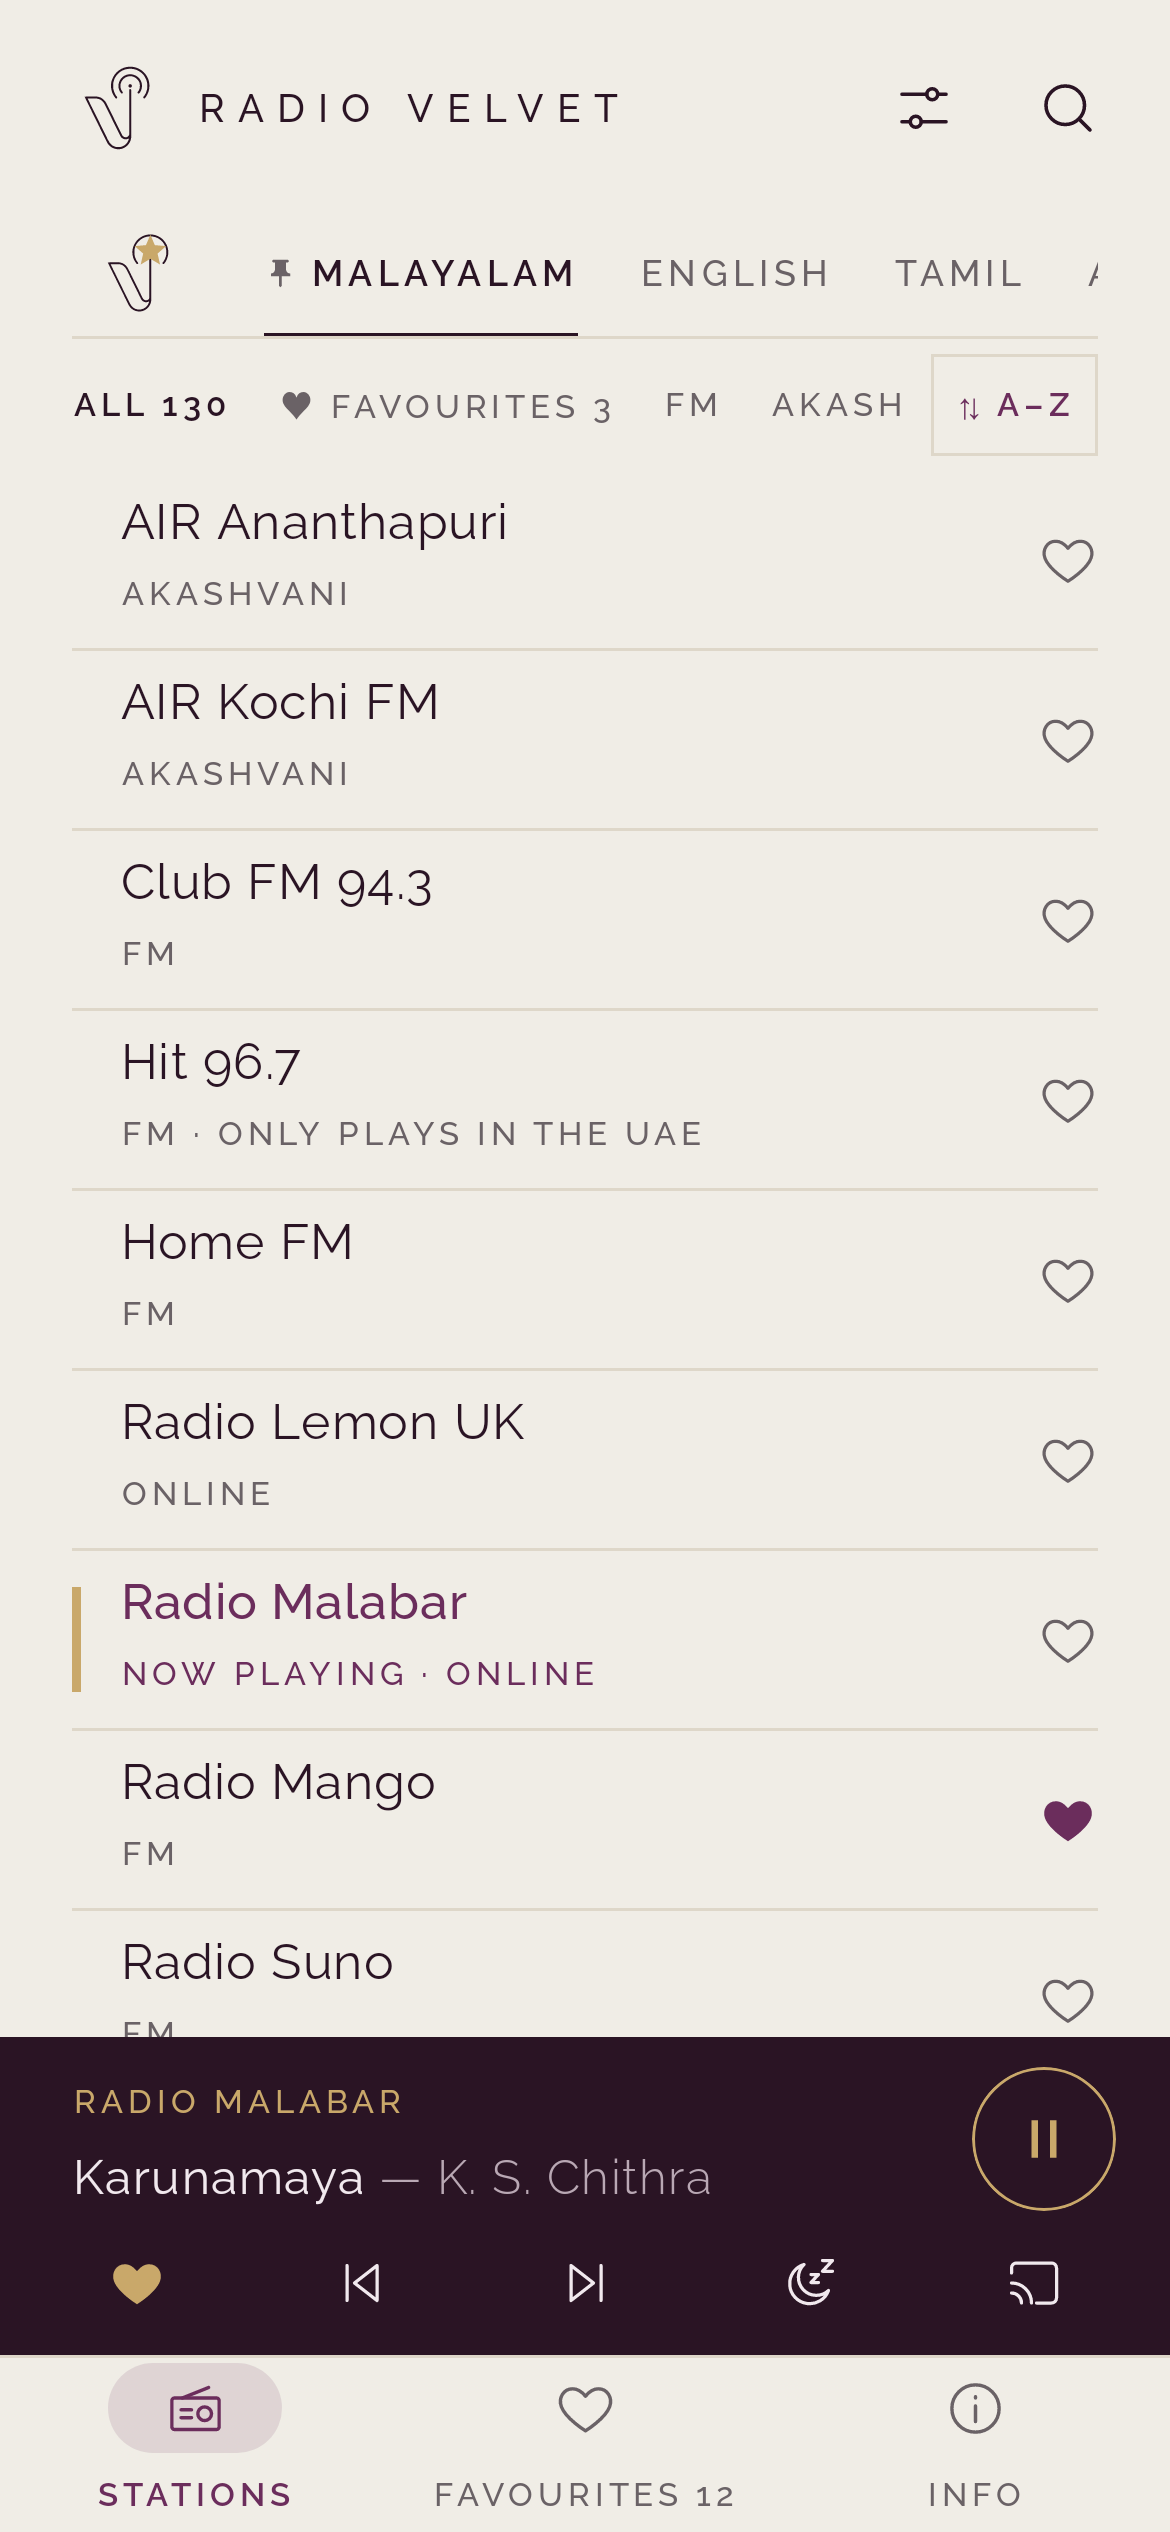 RADIO VELVET
MALAYALAM ENGLISH TAMIL
ALL 130 FAVOURITES 3 FM AKASH A–Z
AIR Ananthapuri
AKASHVANI
AIR Kochi FM
AKASHVANI
Club FM 94.3
FM
Hit 96.7
FM · ONLY PLAYS IN THE UAE
Home FM
FM
Radio Lemon UK
ONLINE
Radio Malabar
NOW PLAYING · ONLINE
Radio Mango
FM
Radio Suno
FM
RADIO MALABAR
Karunamaya — K. S. Chithra
STATIONS FAVOURITES 12 INFO